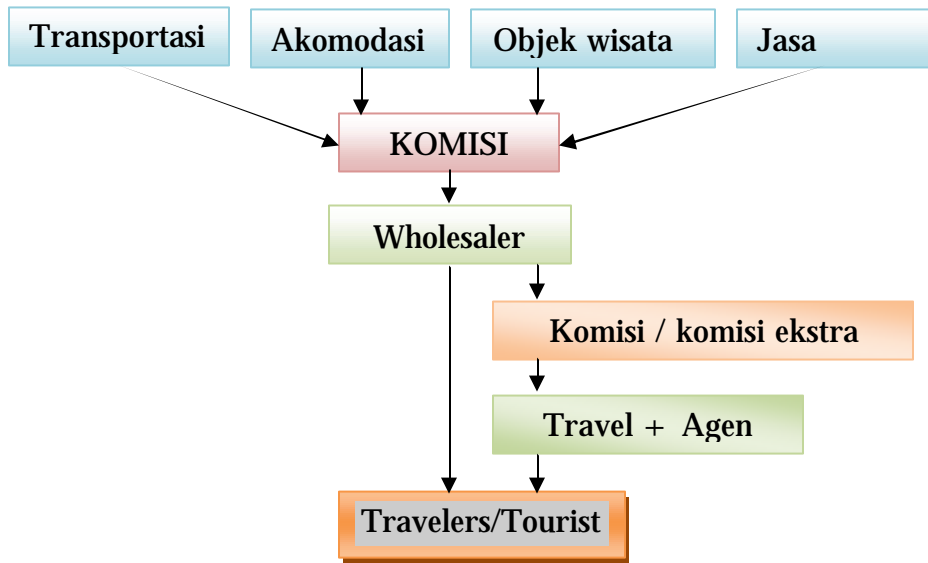 Transportasi
Akomodasi
Objek wisata
Jasa
KOMISI
Wholesaler
Komisi / komisi ekstra
Travel + Agen
Travelers/Tourist